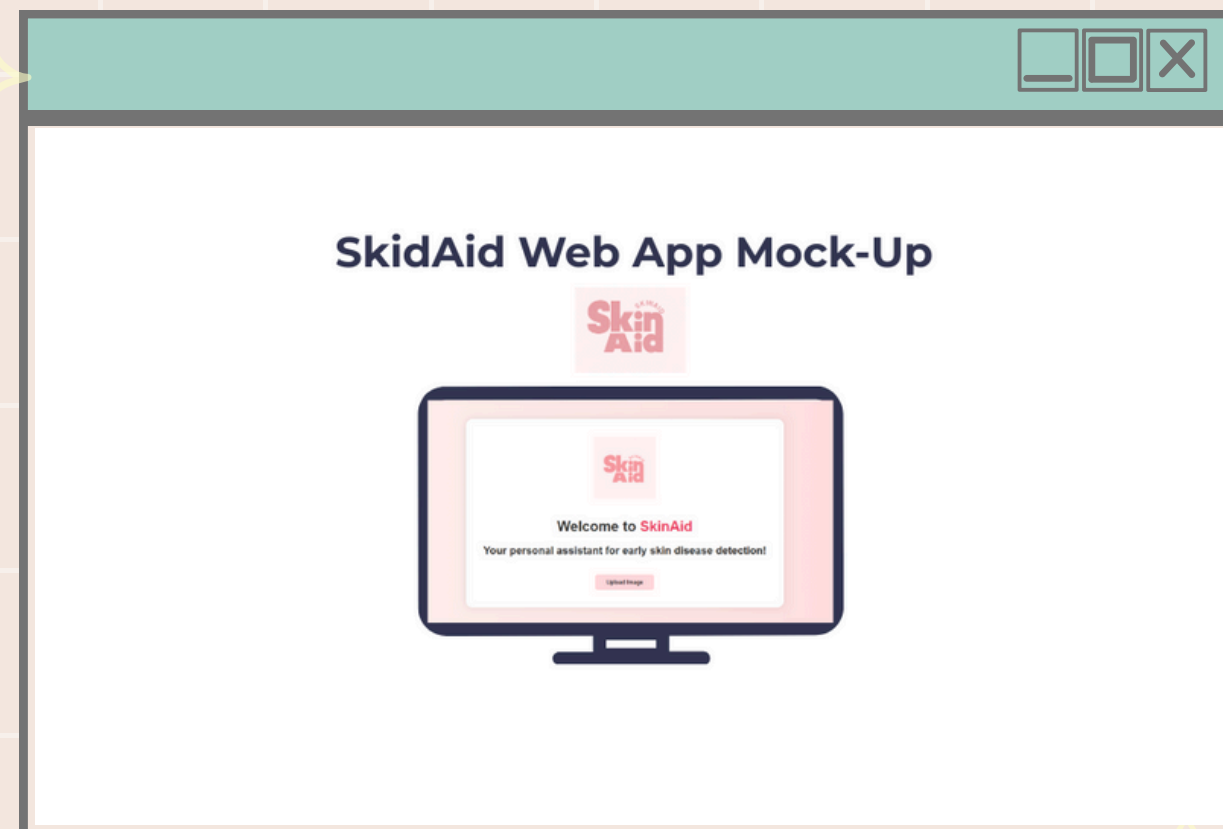 SkidAid Web App Mock-Up
SKINAID
Skin
Aid
Skin
Aid
Welcome to SkinAid
Your personal assistant for early skin disease detection!
Upload Image